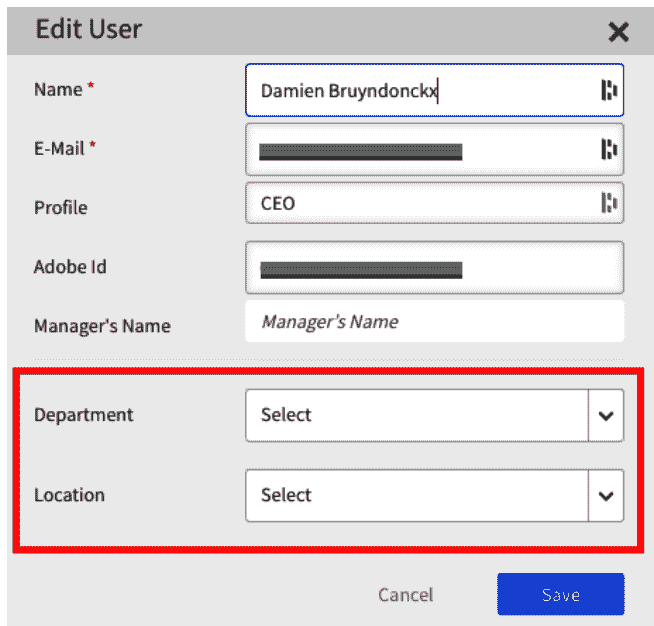 Edit User
Name * Damien Bruyndonckx
E-Mail *
Profile CEO
Adobe Id
Manager's Name Manager's Name
Department Select
Location Select
Cancel Save